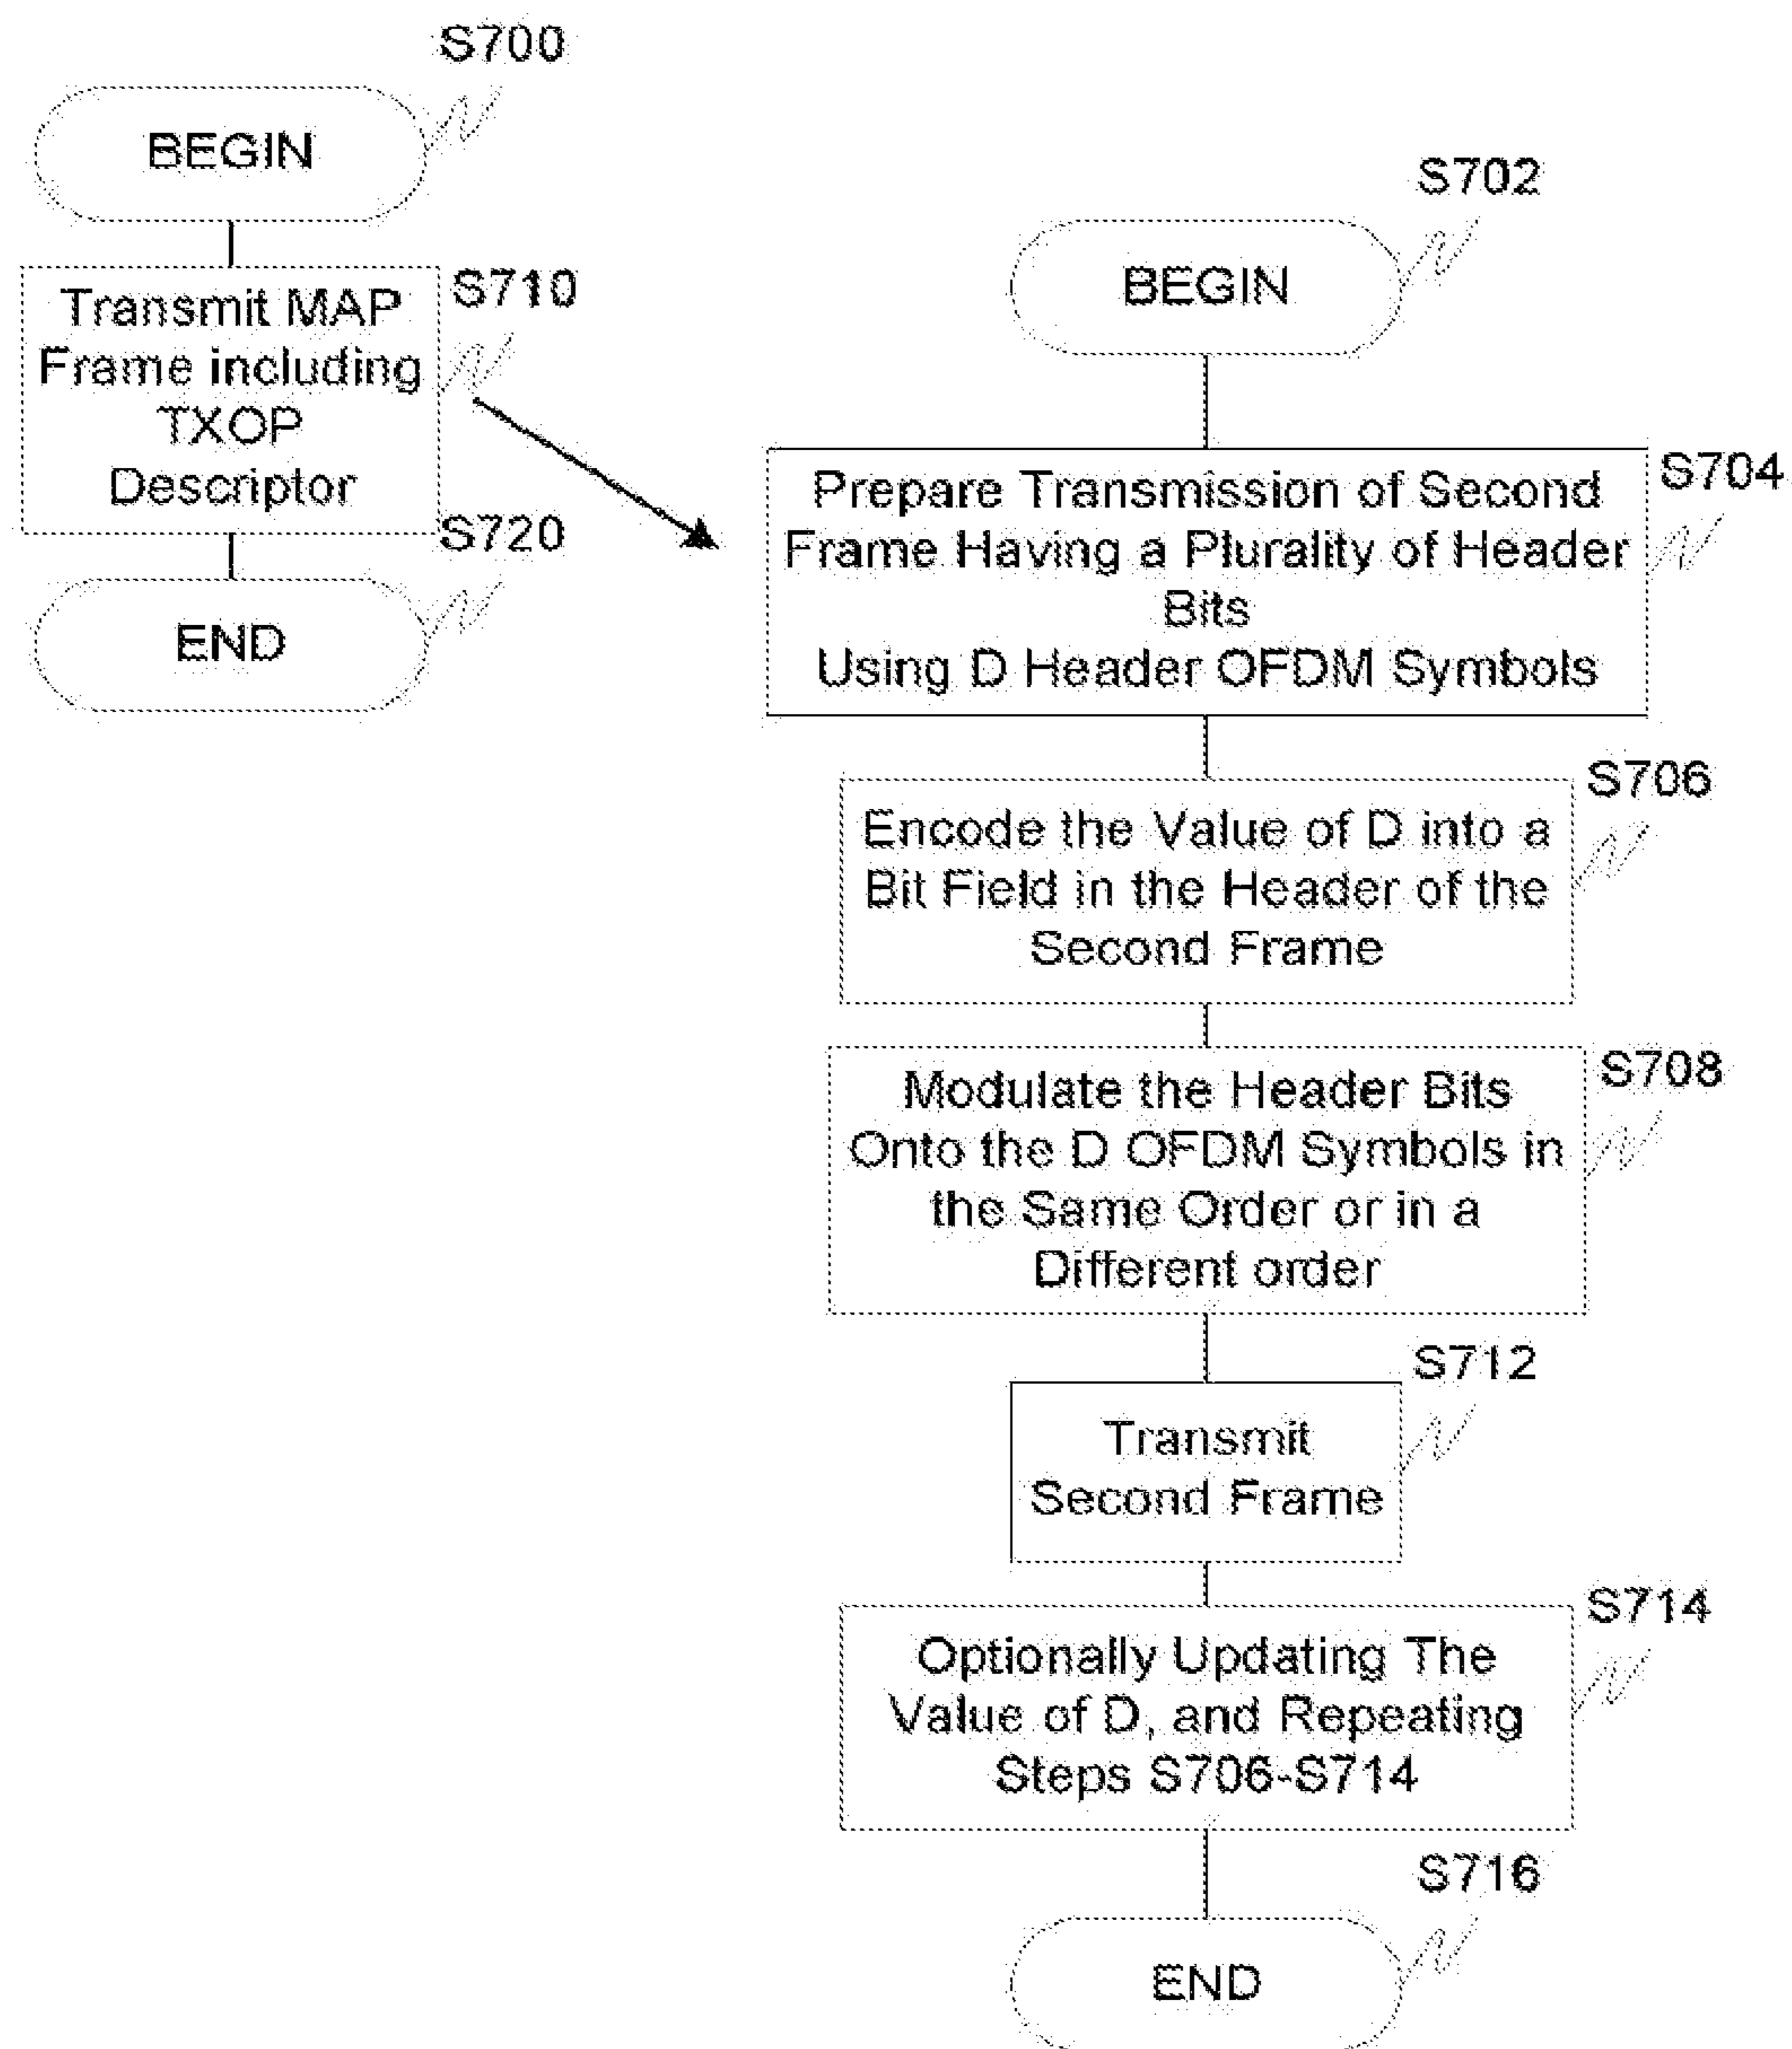 S700
BEGIN
S710
Transmit MAP
Frame including
TXOP
Descriptor
S720
END
S702
BEGIN
S704
Prepare Transmission of Second
Frame Having a Plurality of Header
Bits
Using D Header OFDM Symbols
S706
Encode the Value of D into a
Bit Field in the Header of the
Second Frame
S708
Modulate the Header Bits
Onto the D OFDM Symbols in
the Same Order or in a
Different order
S712
Transmit
Second Frame
S714
Optionally Updating The
Value of D, and Repeating
Steps S706-S714
S716
END